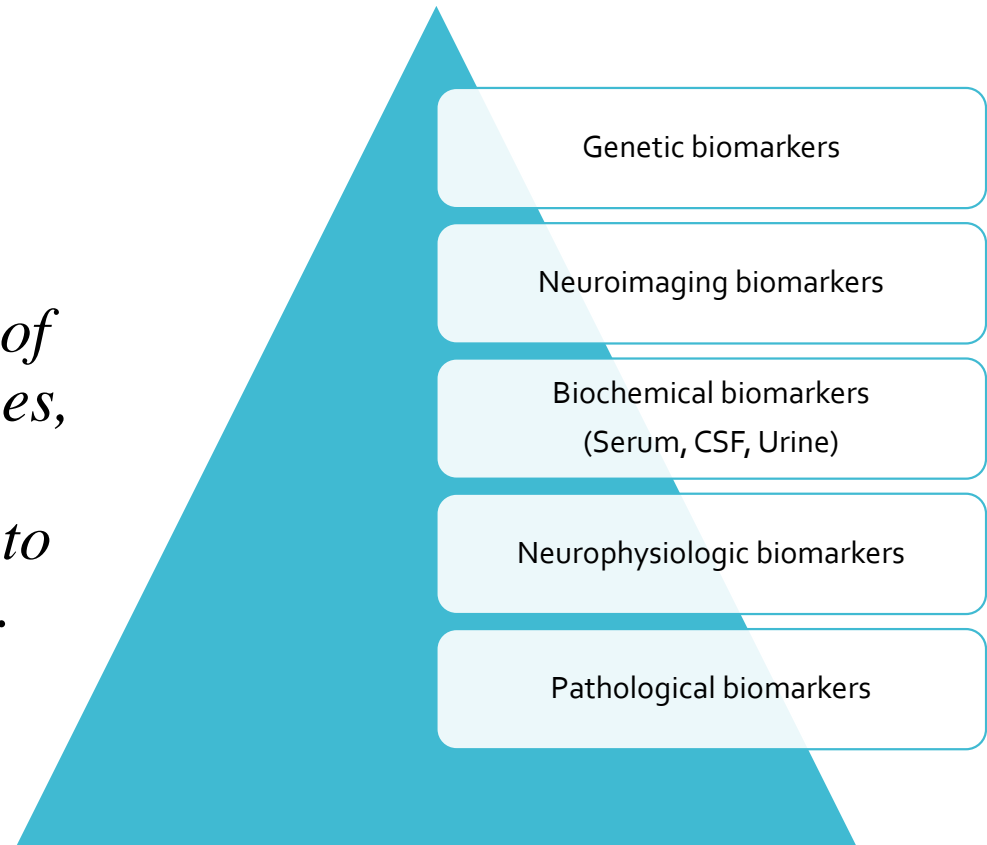 of
es,
to
.
Genetic biomarkers
Neuroimaging biomarkers
Biochemical biomarkers
(Serum, CSF, Urine)
Neurophysiologic biomarkers
Pathological biomarkers